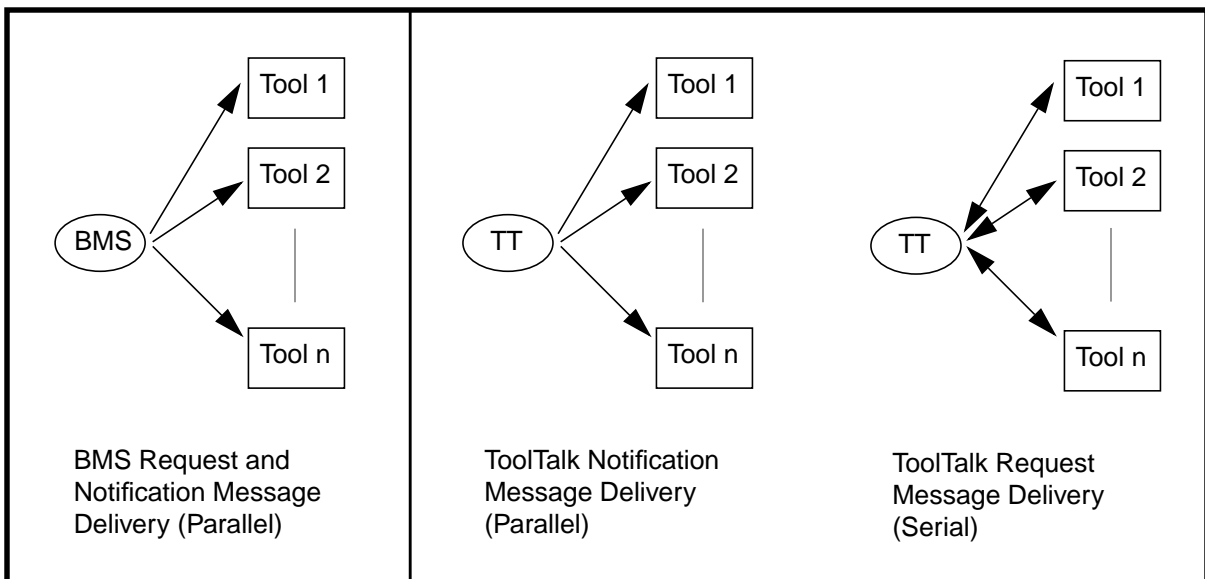 Tool 1
Tool 2
BMS
Tool n
BMS Request and
Notification Message
Delivery (Parallel)
Tool 1
Tool 2
TT
Tool n
ToolTalk Notification
Message Delivery
(Parallel)
Tool 1
Tool 2
TT
Tool n
ToolTalk Request
Message Delivery
(Serial)